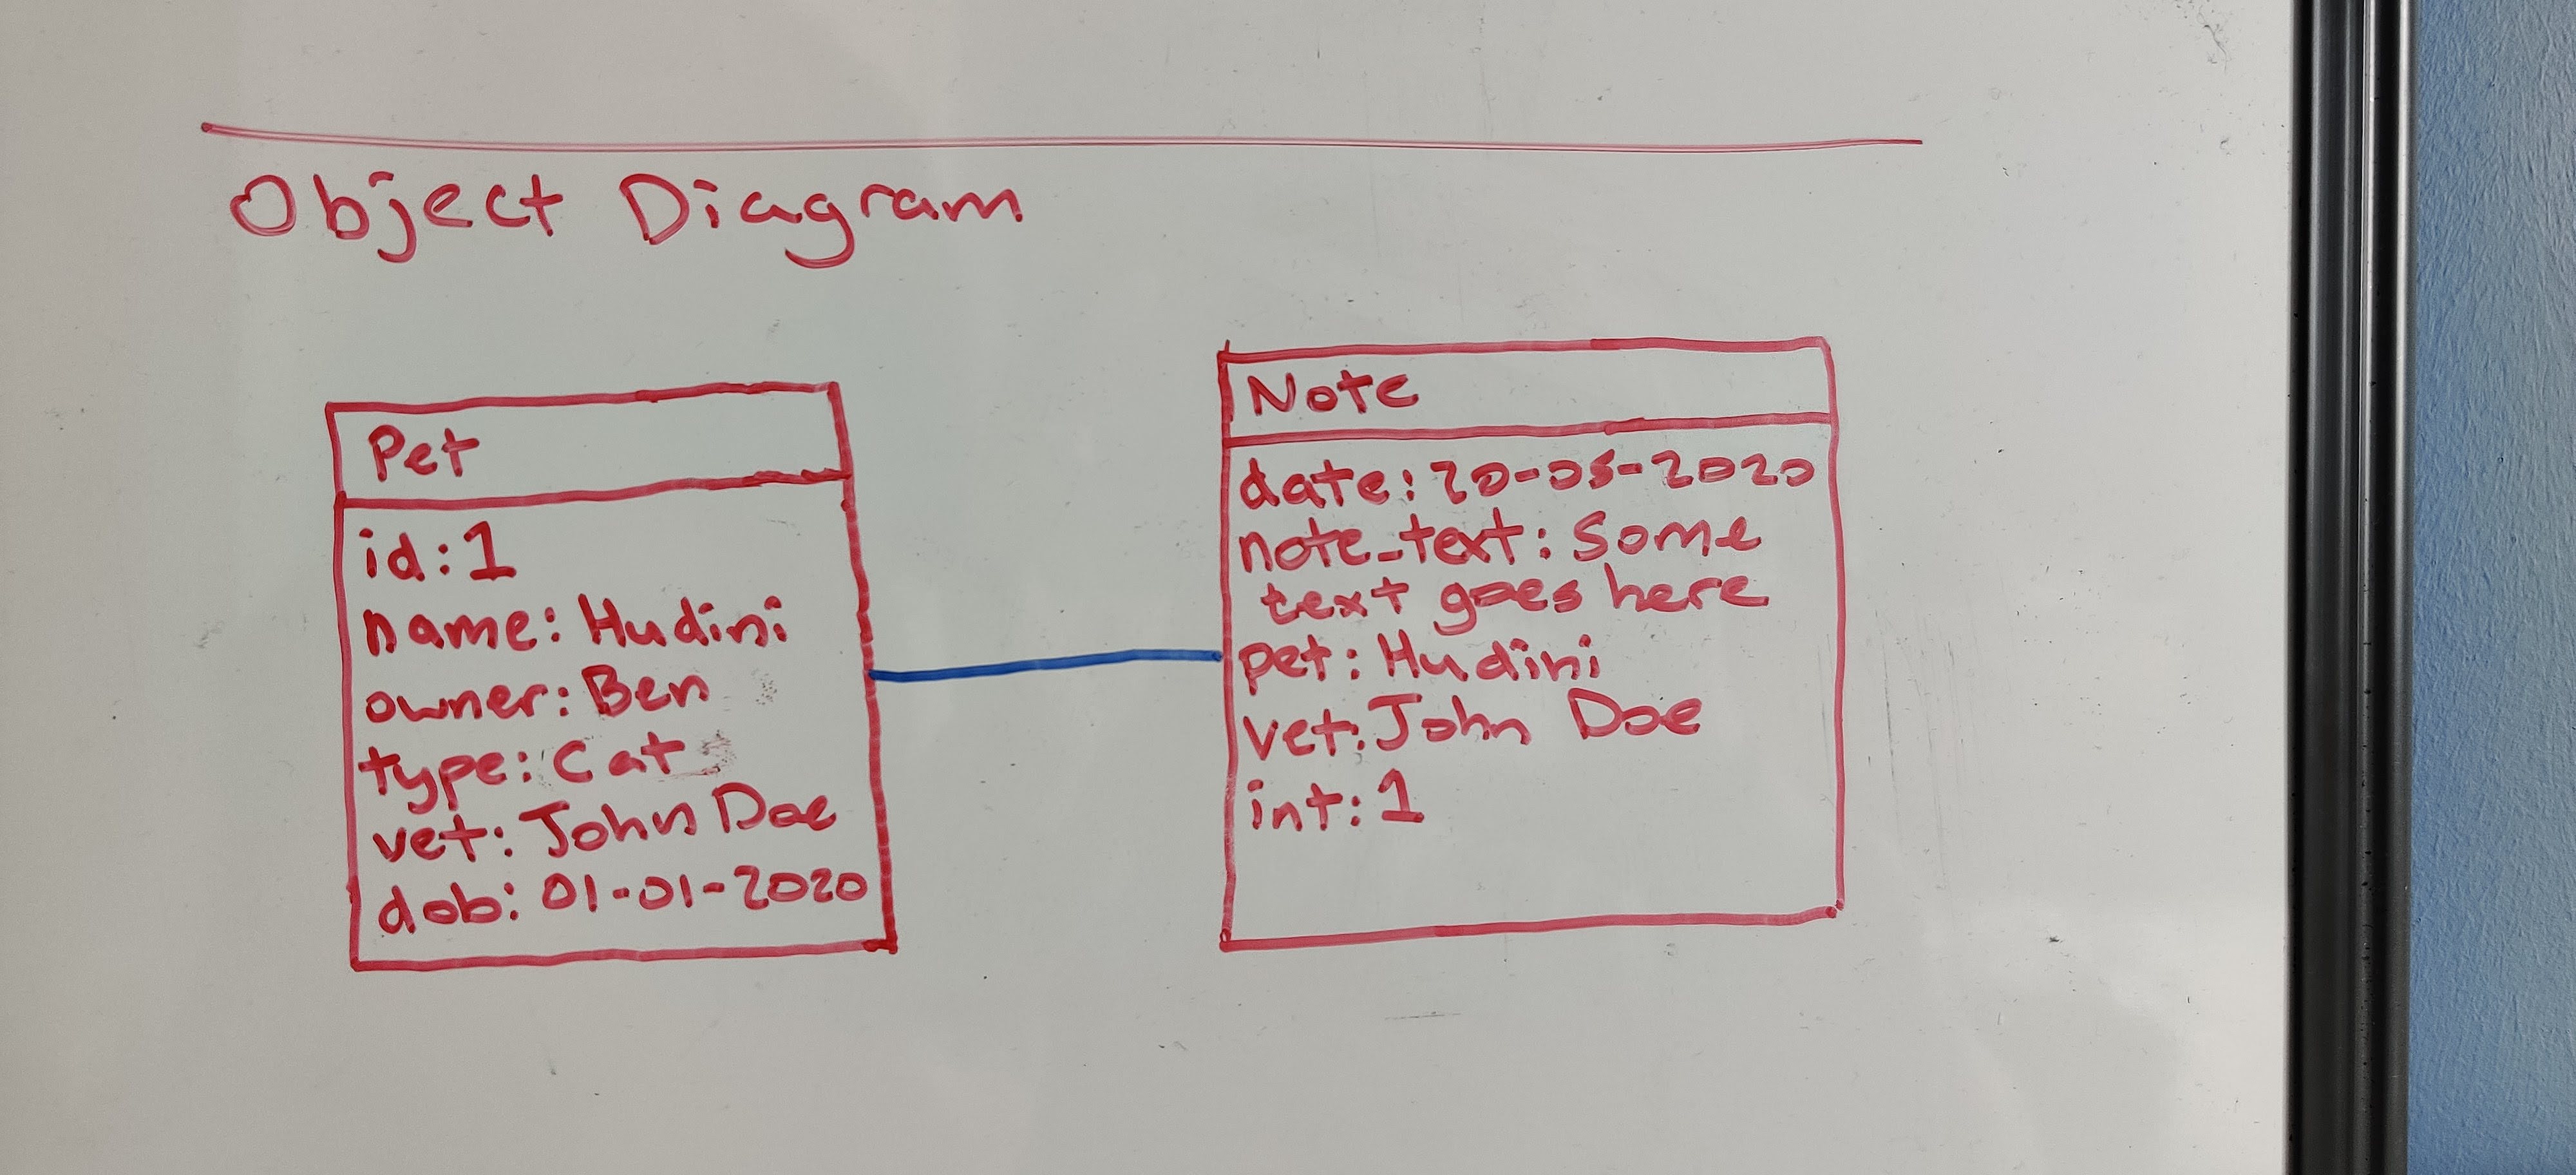 Object Diagram
Pet
id: 1
name: Hudini
owner: Ben
type: Cat
vet: John Doe
dob: 01-01-2020
Note
date: 20-05-2020
note_text: Some
text goes here
pet: Hudini
vet: John Doe
int: 1